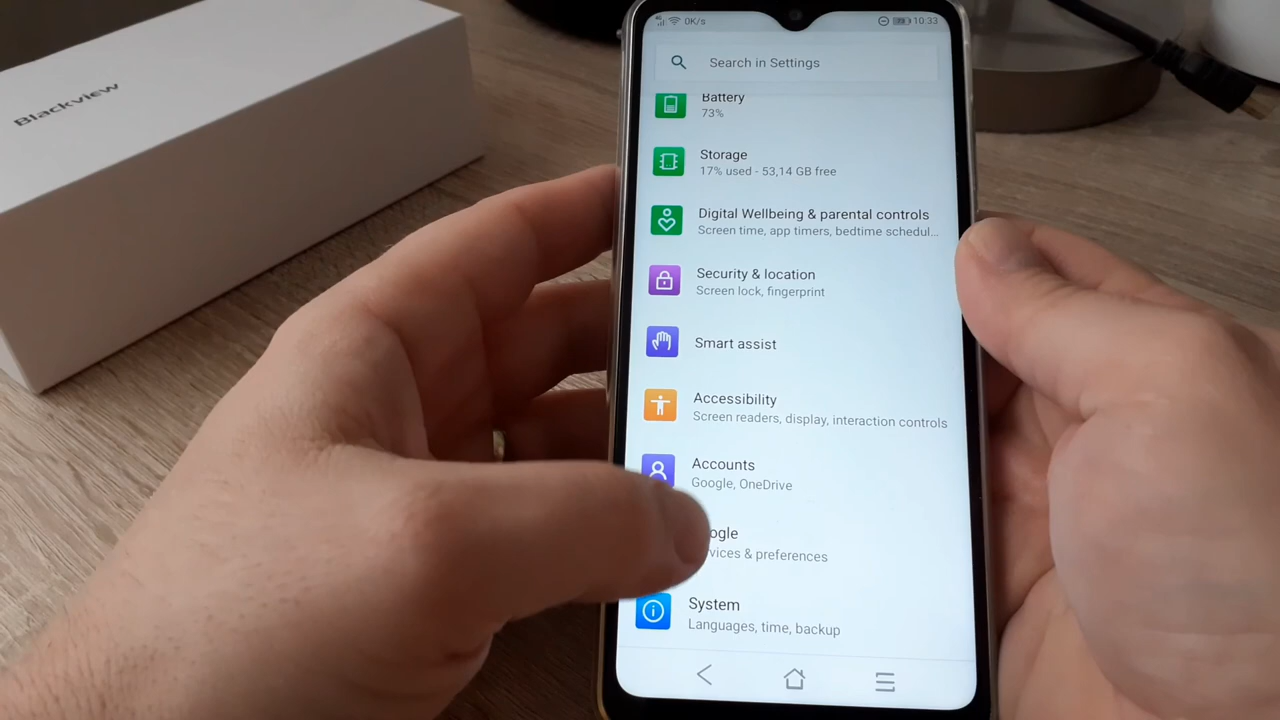 Blackview
0K/s
10:33
Search in Settings
Battery
73%
Storage
17% used - 53,14 GB free
Digital Wellbeing & parental controls
Screen time, app timers, bedtime schedul...
Security & location
Screen lock, fingerprint
Smart assist
Accessibility
Screen readers, display, interaction controls
Accounts
Google, OneDrive
ogle
vices & preferences
System
Languages, time, backup